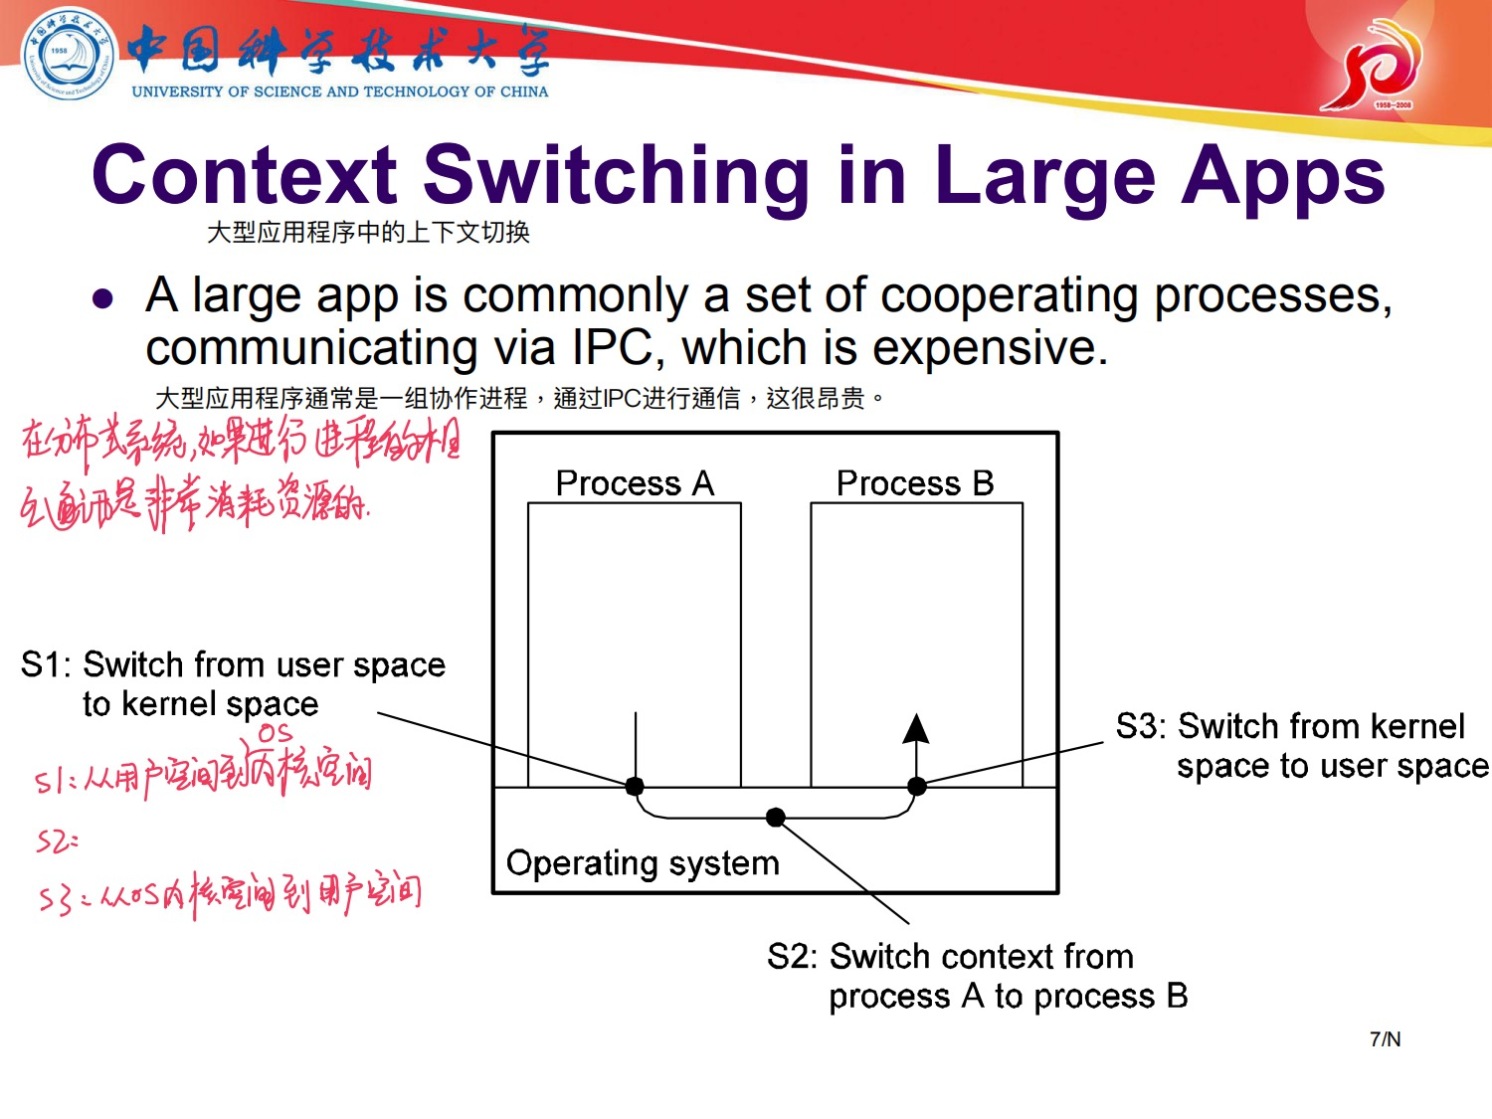 中国科学技术大学
1958
UNIVERSITY OF SCIENCE AND TECHNOLOGY OF CHINA
1958-2008
Context Switching in Large Apps
大型应用程序中的上下文切换
● A large app is commonly a set of cooperating processes,
communicating via IPC, which is expensive.
大型应用程序通常是一组协作进程，通过IPC进行通信，这很昂贵。
在分布式系统,如果进行进程的相
互通讯是非常消耗资源的.
Process A
Process B
S1: Switch from user space
to kernel space
OS
S1:从用户空间到内核空间
S2:
S3:从OS内核空间到用户空间
S3: Switch from kernel
space to user space
Operating system
S2: Switch context from
process A to process B
7/N